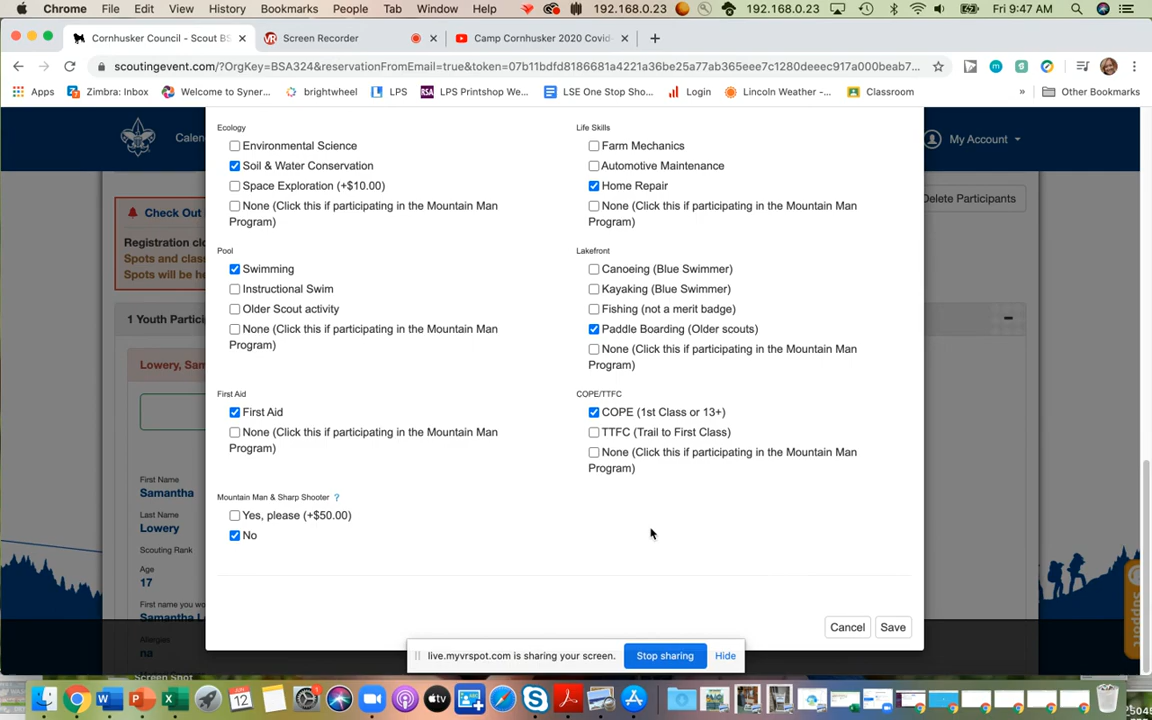 Chrome File Edit View History Bookmarks People Tab Window Help 192.168.0.23 192.168.0.23 Fri 9:47 AM
Cornhusker Council - Scout BS × Screen Recorder × Camp Cornhusker 2020 Covid- × +
scoutingevent.com/?OrgKey=BSA324&reservationFromEmail=true&token=07b11bdfd8186681a4221a36be25a77ab365eee7c1280deeec917a000beab7...
Apps Zimbra: Inbox Welcome to Syner... brightwheel LPS LPS Printshop We... LSE One Stop Sho... Login Lincoln Weather -... Classroom » Other Bookmarks
Calen My Account
Ecology Life Skills
Environmental Science Farm Mechanics
Soil & Water Conservation Automotive Maintenance
Space Exploration (+$10.00) Home Repair
None (Click this if participating in the Mountain Man None (Click this if participating in the Mountain Man
Program) Program)
Check Out Delete Participants
Registration clo
Spots and class
Spots will be he
Pool Lakefront
Swimming Canoeing (Blue Swimmer)
Instructional Swim Kayaking (Blue Swimmer)
Older Scout activity Fishing (not a merit badge)
None (Click this if participating in the Mountain Man Paddle Boarding (Older scouts)
Program) None (Click this if participating in the Mountain Man
Program)
1 Youth Partici
Lowery, Sam
First Aid COPE/TTFC
First Aid COPE (1st Class or 13+)
None (Click this if participating in the Mountain Man TTFC (Trail to First Class)
Program) None (Click this if participating in the Mountain Man
Program)
First Name
Samantha
Last Name
Lowery
Scouting Rank
Age
17
First name you wo
Samantha L
Allergies
na
Mountain Man & Sharp Shooter ?
Yes, please (+$50.00)
No
Cancel Save
Support
live.myvrspot.com is sharing your screen. Stop sharing Hide